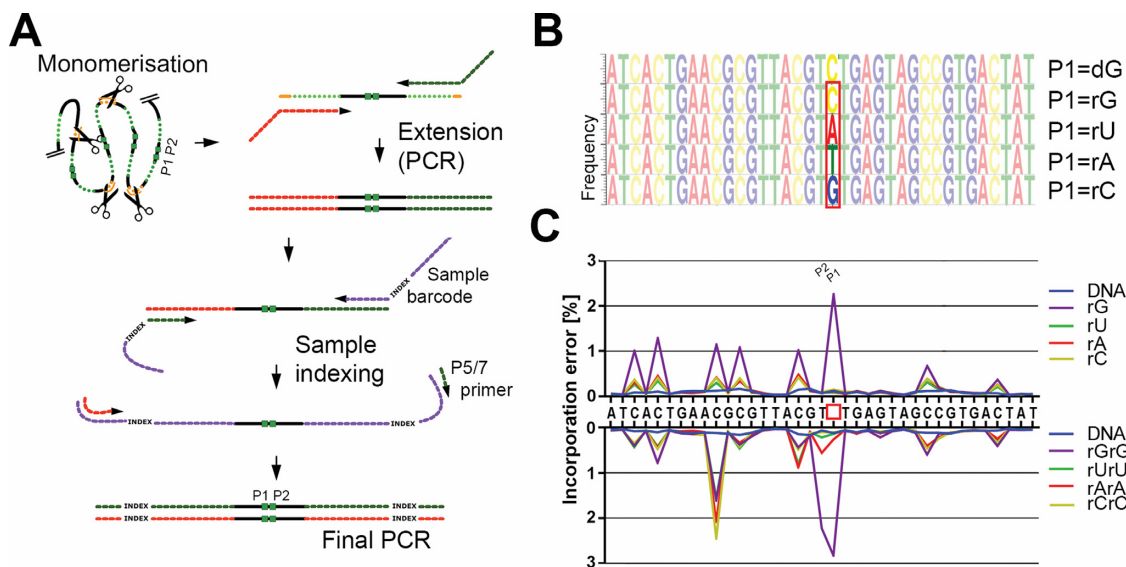 A
Monomerisation
P1 P2
Extension
(PCR)
INDEX
Sample
barcode
INDEX
Sample
indexing
P5/7
primer
INDEX
INDEX
P1 P2
INDEX
INDEX
INDEX
INDEX
Final PCR
B
Frequency
ATCACTGAACGCGTTACGTCTGAGTAGCCGTGACTAT
P1=dG
C
P1=rG
A
P1=rU
T
P1=rA
ATCACTGAACGCGTTACGTGTGAGTAGCCGTGACTAT
P1=rC
C
Incorporation error [%]
3
2
1
0
P2
P1
DNA
rG
rU
rA
rC
ATCACTGAACGCGTTACGT TGAGTAGCCGTGACTAT
0
1
2
3
DNA
rGrG
rUrU
rArA
rCrC